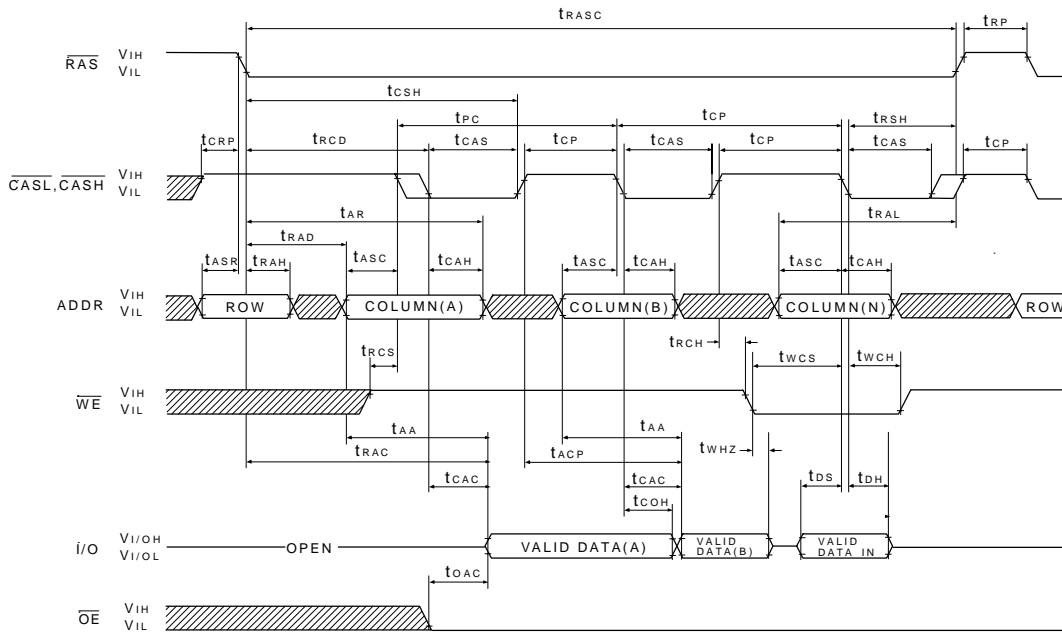 tRASC tRP
RAS VIH
VIL
tCSH
tPC tCP tRSH
tCRP tRCD tCAS tCP tCAS tCP tCAS tCP
CASL,CASH VIH
VIL
tAR tRAL
tRAD
tASR tRAH tASC tCAH tASC tCAH tASC tCAH
ADDR VIH
VIL
ROW COLUMN(A) COLUMN(B) COLUMN(N) ROW
tRCS tRCH tWCS tWCH
WE VIH
VIL
tAA tAA
tWHZ
tRAC tACP
tCAC tCAC tDS tDH
tCOH
I/O VI/OH
VI/OL
OPEN VALID DATA(A) VALID DATA(B) VALID DATA IN
tOAC
OE VIH
VIL